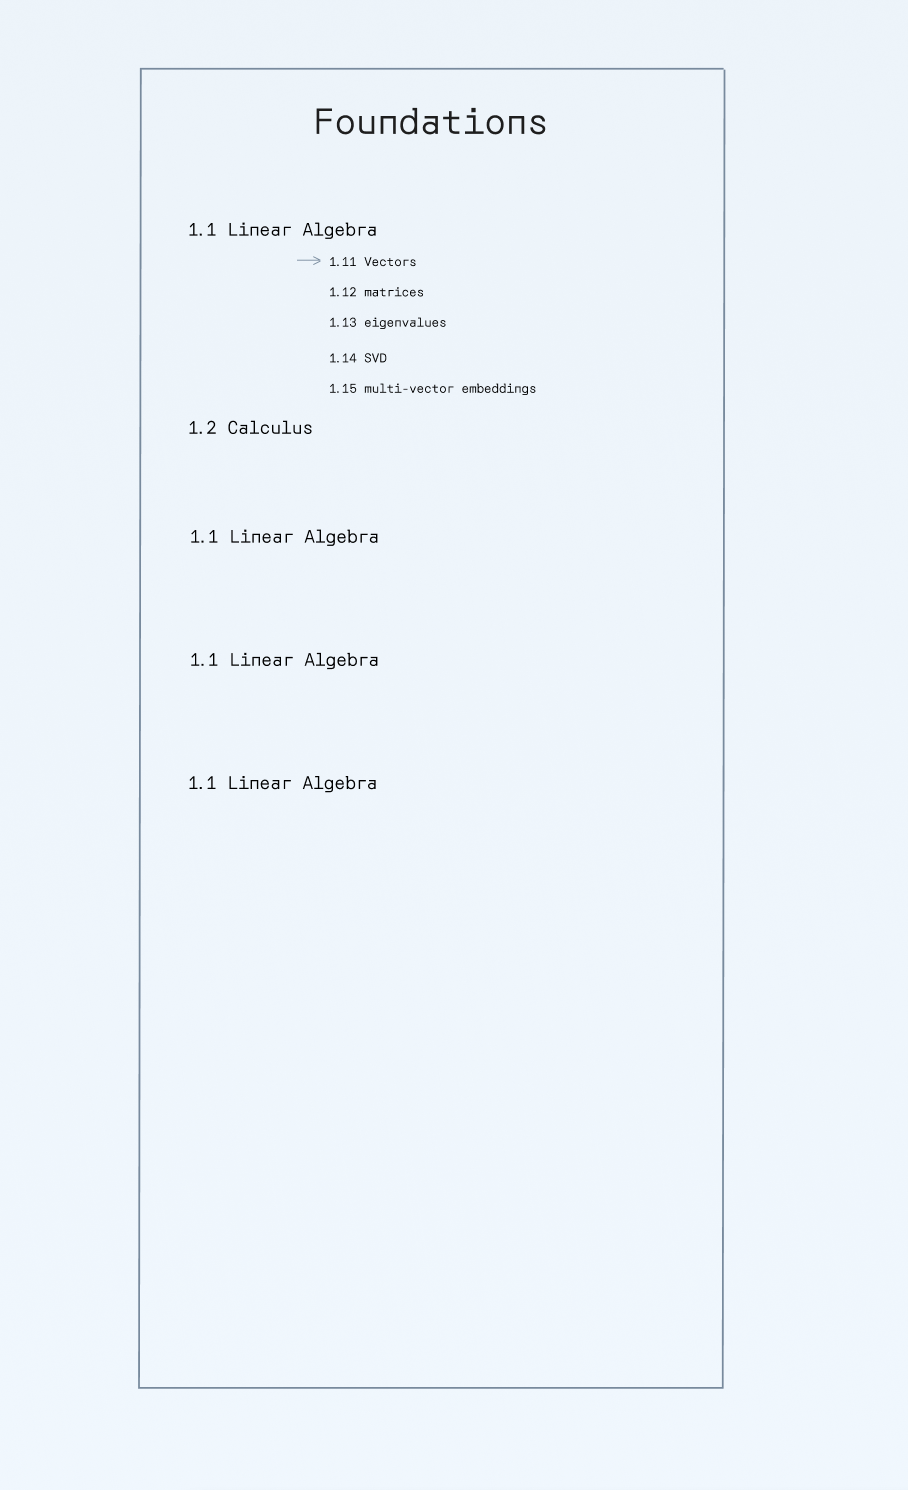 Foundations
1.1 Linear Algebra
1.11 Vectors
1.12 matrices
1.13 eigenvalues
1.14 SVD
1.15 multi-vector embeddings
1.2 Calculus
1.1 Linear Algebra
1.1 Linear Algebra
1.1 Linear Algebra